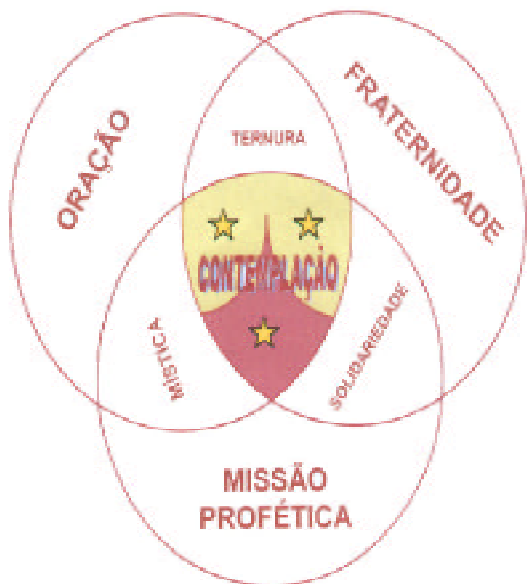 ORAÇÃO
FRATERNIDADE
TERNURA
CONTEMPLAÇÃO
MÍSTICA
SOLIDARIEDADE
MISSÃO
PROFÉTICA